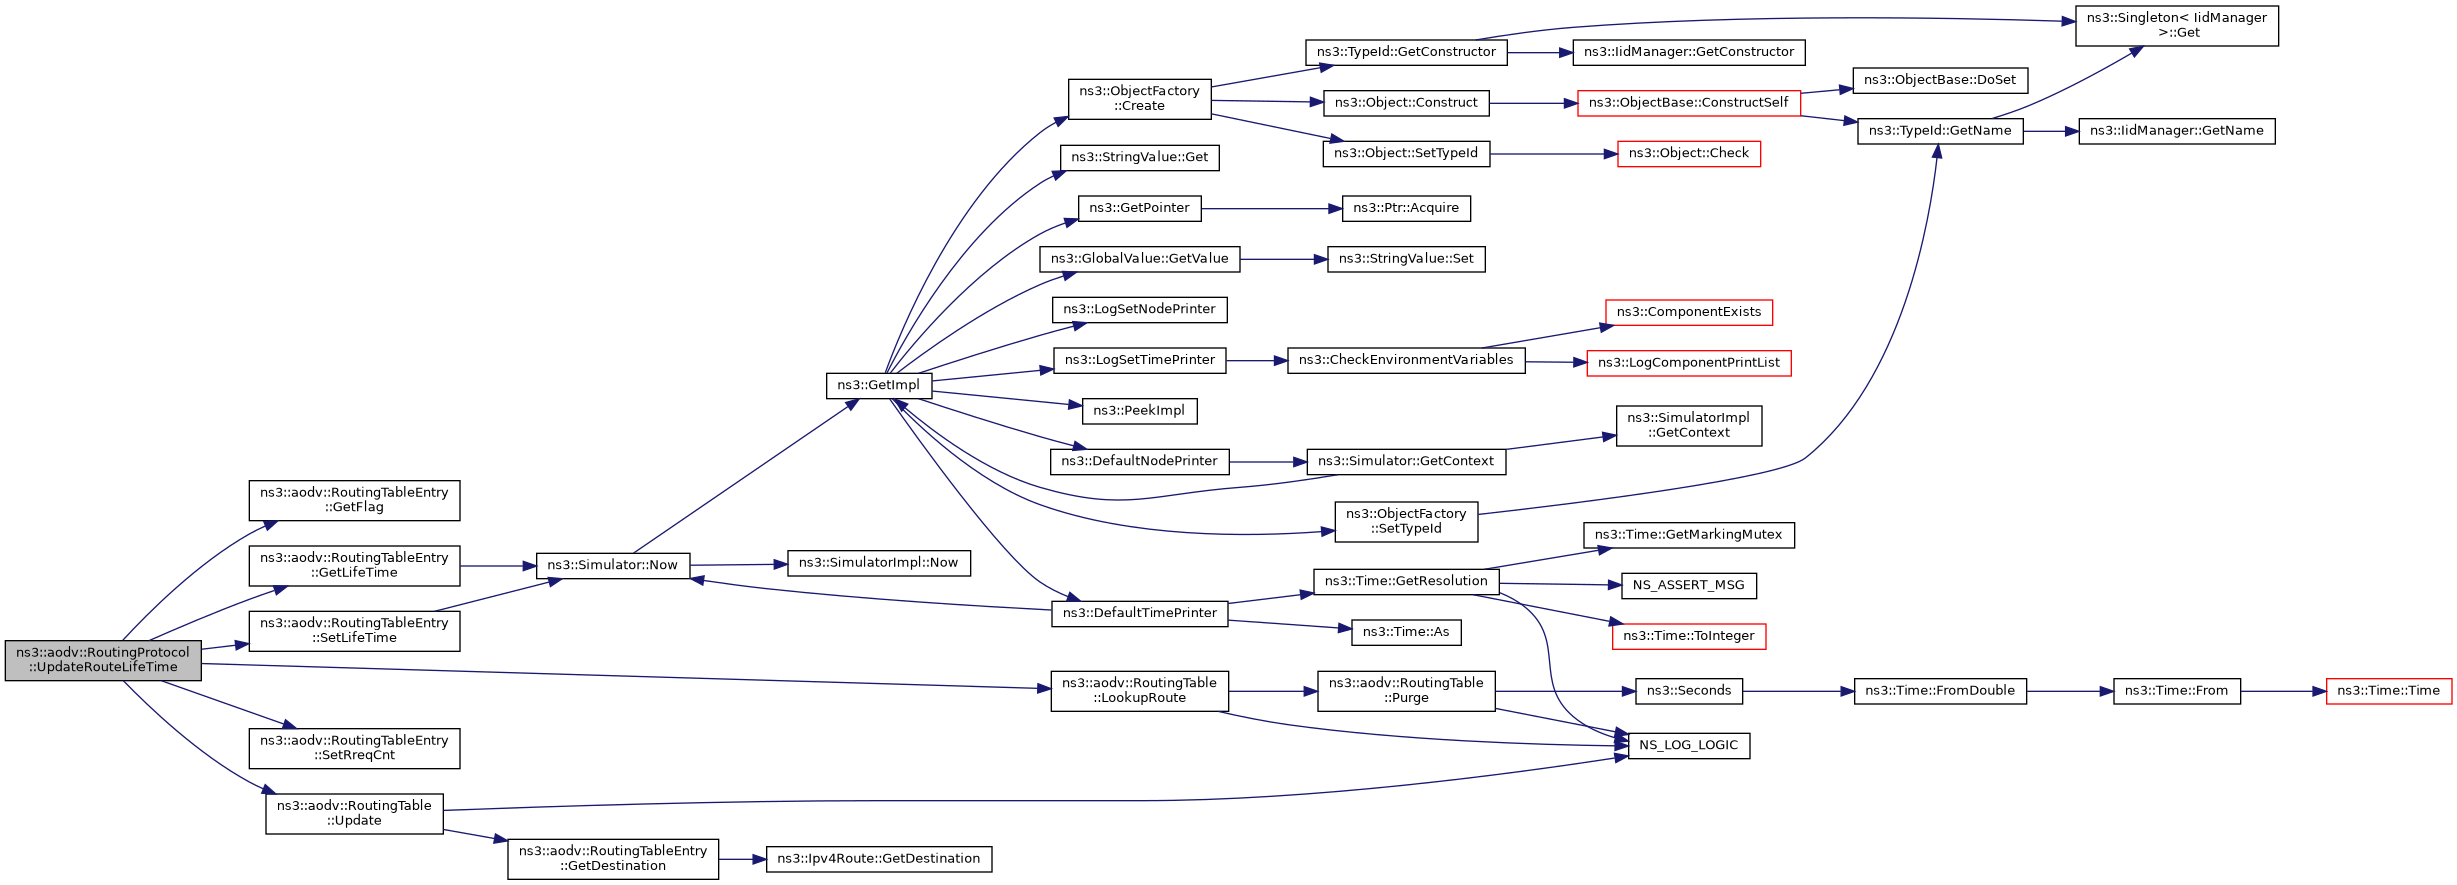 ns3::aodv::RoutingProtocol
::UpdateRouteLifeTime
ns3::aodv::RoutingTableEntry
::GetFlag
ns3::aodv::RoutingTableEntry
::GetLifeTime
ns3::aodv::RoutingTableEntry
::SetLifeTime
ns3::aodv::RoutingTableEntry
::SetRreqCnt
ns3::aodv::RoutingTable
::Update
ns3::aodv::RoutingTableEntry
::GetDestination
ns3::Ipv4Route::GetDestination
ns3::Simulator::Now
ns3::SimulatorImpl::Now
ns3::GetImpl
ns3::ObjectFactory
::Create
ns3::StringValue::Get
ns3::GetPointer
ns3::GlobalValue::GetValue
ns3::LogSetNodePrinter
ns3::LogSetTimePrinter
ns3::PeekImpl
ns3::DefaultNodePrinter
ns3::DefaultTimePrinter
ns3::aodv::RoutingTable
::LookupRoute
ns3::TypeId::GetConstructor
ns3::Object::Construct
ns3::Object::SetTypeId
ns3::Ptr::Acquire
ns3::StringValue::Set
ns3::CheckEnvironmentVariables
ns3::Simulator::GetContext
ns3::ObjectFactory
::SetTypeId
ns3::Time::GetResolution
ns3::Time::As
ns3::aodv::RoutingTable
::Purge
ns3::IidManager::GetConstructor
ns3::ObjectBase::ConstructSelf
ns3::Object::Check
ns3::ComponentExists
ns3::LogComponentPrintList
ns3::SimulatorImpl
::GetContext
ns3::Time::GetMarkingMutex
NS_ASSERT_MSG
ns3::Time::ToInteger
ns3::Seconds
NS_LOG_LOGIC
ns3::ObjectBase::DoSet
ns3::TypeId::GetName
ns3::Time::FromDouble
ns3::Singleton< IidManager
>::Get
ns3::IidManager::GetName
ns3::Time::From
ns3::Time::Time